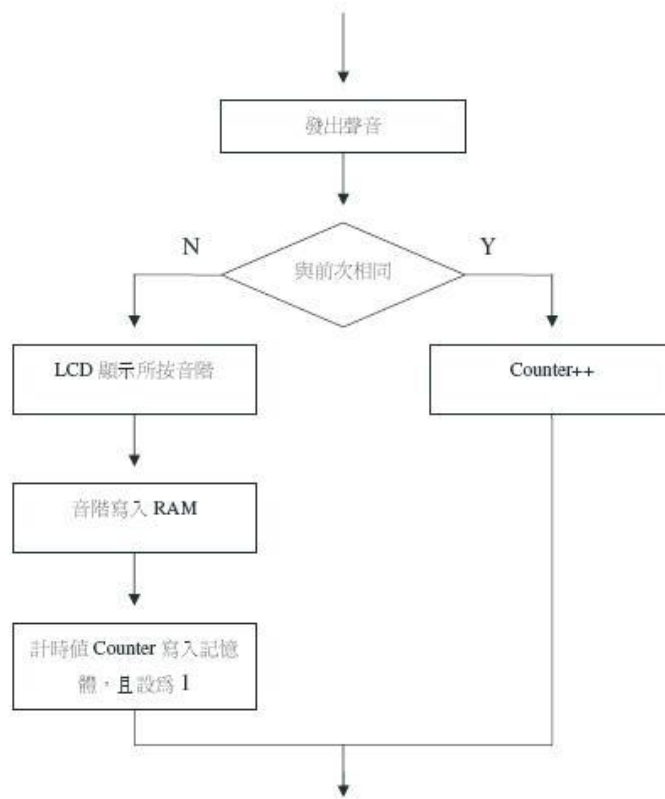 發出聲音
N
Y
與前次相同
LCD 顯示所按音階
Counter++
音階寫入 RAM
計時值 Counter 寫入記憶
體，且設爲 1